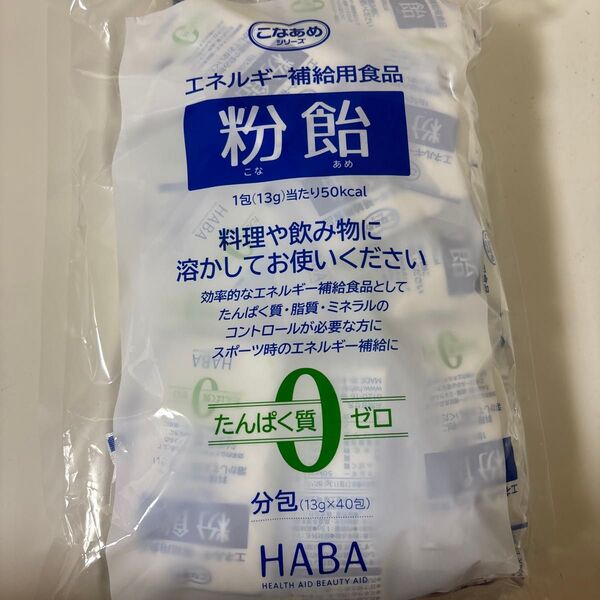 こなあめ
シリーズ
エネルギー補給用食品
粉飴
こな あめ
1包(13g)当たり50kcal
料理や飲み物に
溶かしてお使いください
効率的なエネルギー補給食品として
たんぱく質・脂質・ミネラルの
コントロールが必要な方に
スポーツ時のエネルギー補給に
たんぱく質0ゼロ
分包(13g×40包)
HABA
HEALTH AID BEAUTY AID